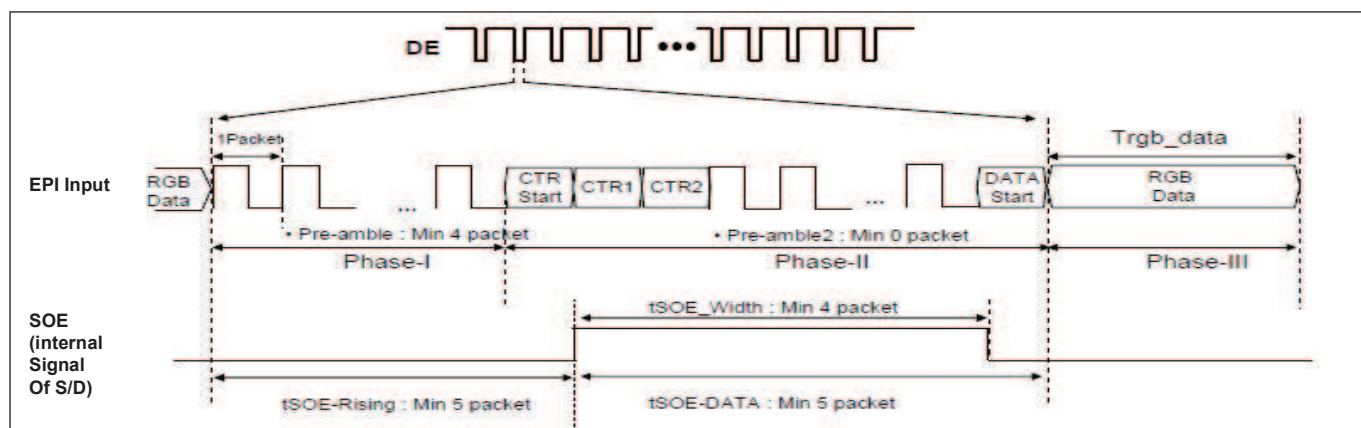 DE
1Packet
Trgb_data
EPI Input
RGB
Data
...
CTR
Start
CTR1
CTR2
...
DATA
Start
RGB
Data
• Pre-amble : Min 4 packet
• Pre-amble2 : Min 0 packet
Phase-I
Phase-II
Phase-III
SOE
(internal
Signal
Of S/D)
tSOE_Width : Min 4 packet
tSOE-Rising : Min 5 packet
tSOE-DATA : Min 5 packet